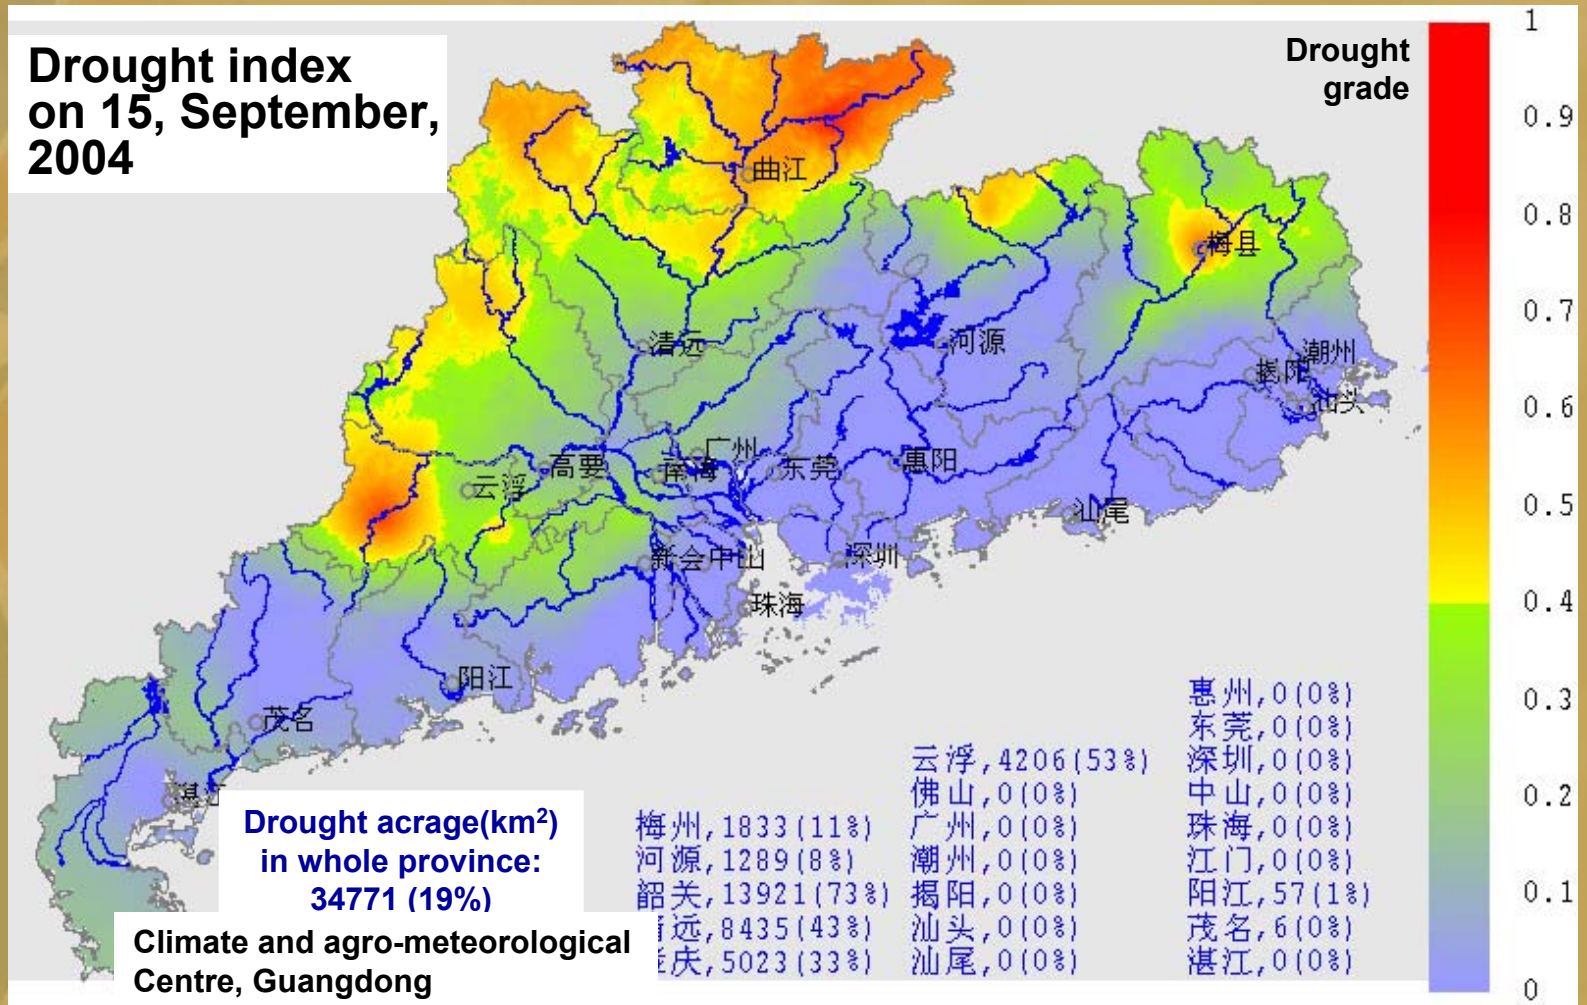 Drought index
on 15, September,
2004
Drought
grade
1
0.9
0.8
0.7
0.6
0.5
0.4
0.3
0.2
0.1
0
曲江
梅县
清远
河源
潮州
揭阳
汕头
广州
高要
南海
东莞
惠阳
云浮
汕尾
新会
中山
深圳
珠海
阳江
茂名
湛江
Drought acrage(km²)
in whole province:
34771 (19%)
Climate and agro-meteorological
Centre, Guangdong
梅州,1833(11%)
河源,1289(8%)
韶关,13921(73%)
清远,8435(43%)
肇庆,5023(33%)
云浮,4206(53%)
佛山,0(0%)
广州,0(0%)
潮州,0(0%)
揭阳,0(0%)
汕头,0(0%)
汕尾,0(0%)
惠州,0(0%)
东莞,0(0%)
深圳,0(0%)
中山,0(0%)
珠海,0(0%)
江门,0(0%)
阳江,57(1%)
茂名,6(0%)
湛江,0(0%)